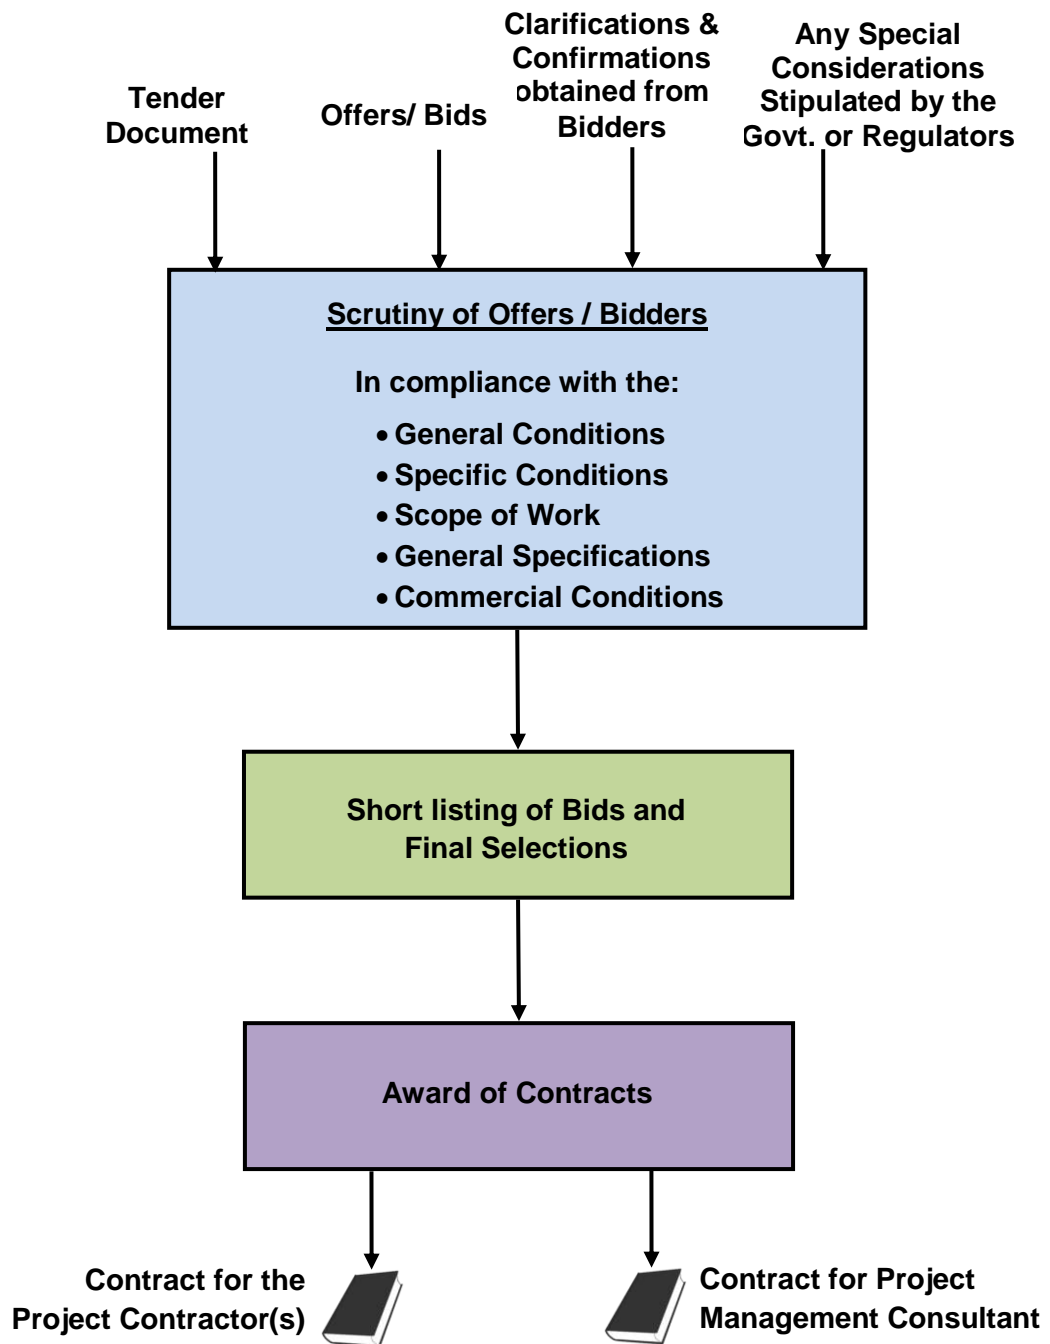 Tender
Document
Offers/ Bids
Clarifications &
Confirmations
obtained from
Bidders
Any Special
Considerations
Stipulated by the
Govt. or Regulators
Scrutiny of Offers / Bidders
In compliance with the:
• General Conditions
• Specific Conditions
• Scope of Work
• General Specifications
• Commercial Conditions
Short listing of Bids and
Final Selections
Award of Contracts
Contract for the
Project Contractor(s)
Contract for Project
Management Consultant